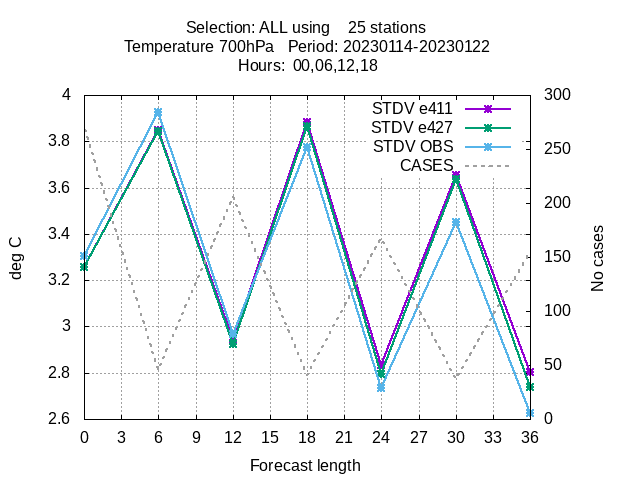 Selection: ALL using    25 stations
Temperature 700hPa   Period: 20230114-20230122
Hours:  00,06,12,18
4
3.8
3.6
3.4
3.2
3
2.8
2.6
deg C
STDV e411
STDV e427
STDV OBS
CASES
300
250
200
150
100
50
0
No cases
0 3 6 9 12 15 18 21 24 27 30 33 36
Forecast length